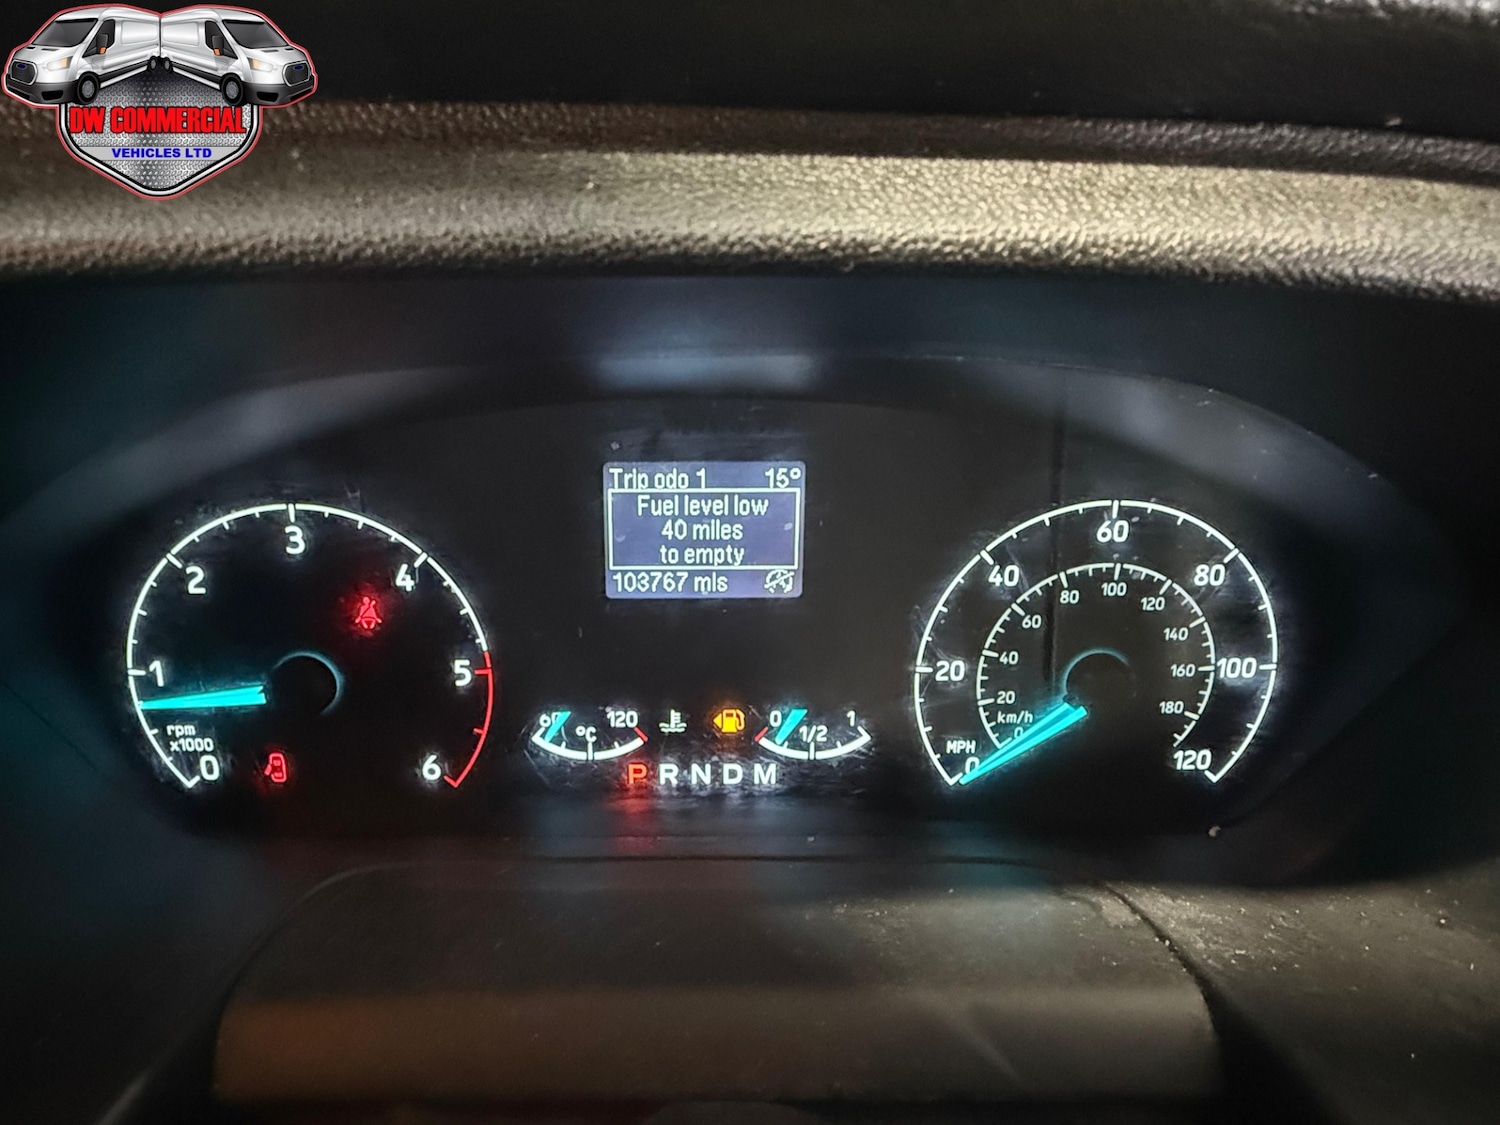 DW COMMERCIAL
VEHICLES LTD
Trip odo 1 15°
Fuel level low
40 miles
to empty
103767 mls
0 1 2 3 4 5 6
rpm
x1000
60 120
°C
0 1/2 1
P R N D M
0 20 40 60 80 100 120
MPH
0 20 40 60 80 100 120 140 160 180
km/h